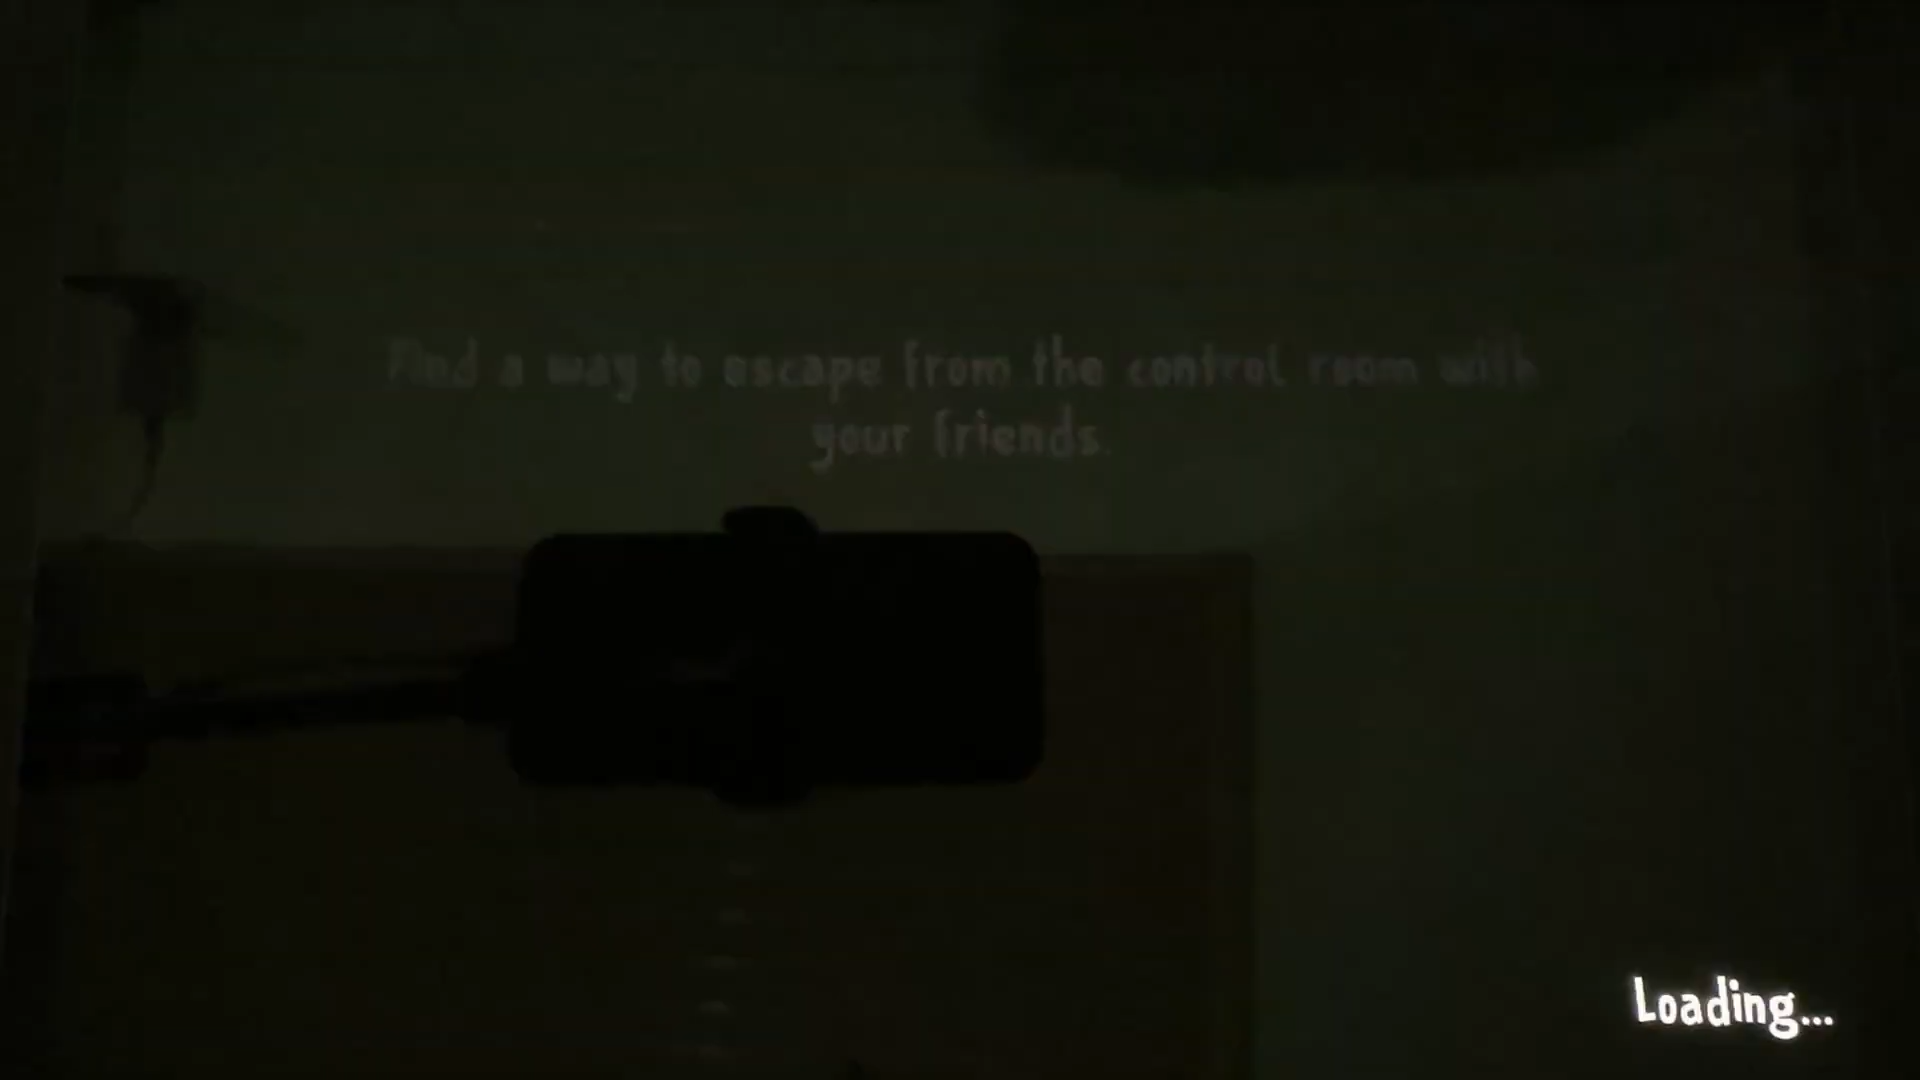 Find a way to escape from the control room with
your friends.
Loading...